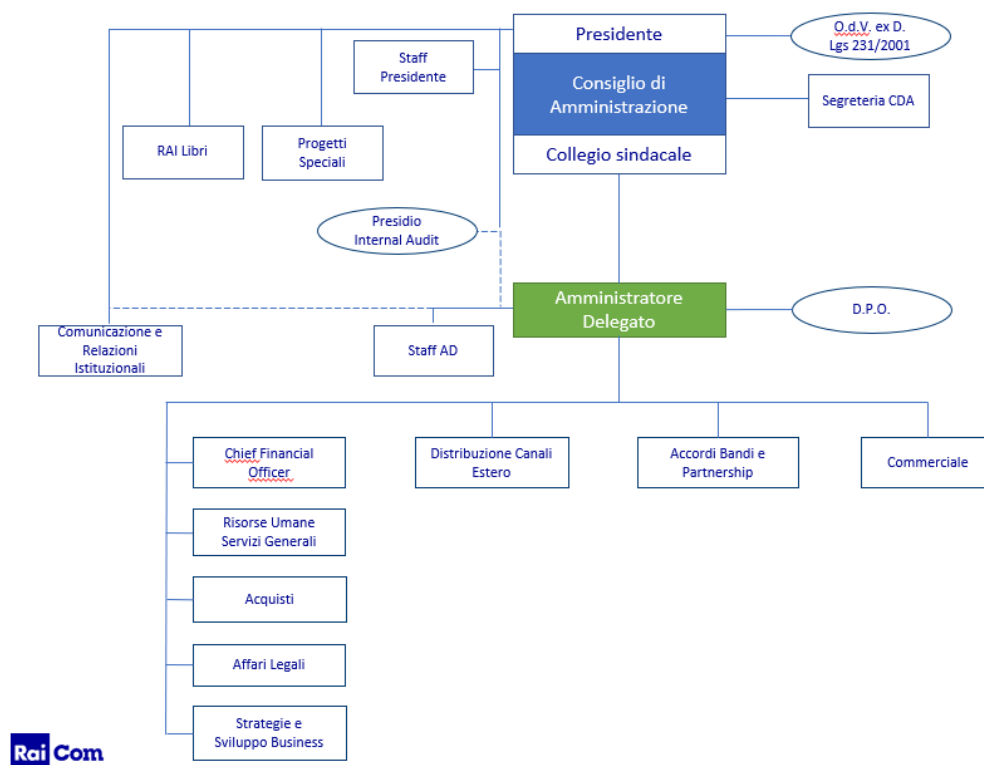 Presidente
O.d.V. ex D.
Lgs 231/2001
Staff
Presidente
Consiglio di
Amministrazione
Segreteria CDA
RAI Libri
Progetti
Speciali
Collegio sindacale
Presidio
Internal Audit
Amministratore
Delegato
D.P.O.
Comunicazione e
Relazioni
Istituzionali
Staff AD
Chief Financial
Officer
Distribuzione Canali
Estero
Accordi Bandi e
Partnership
Commerciale
Risorse Umane
Servizi Generali
Acquisti
Affari Legali
Strategie e
Sviluppo Business
Rai Com